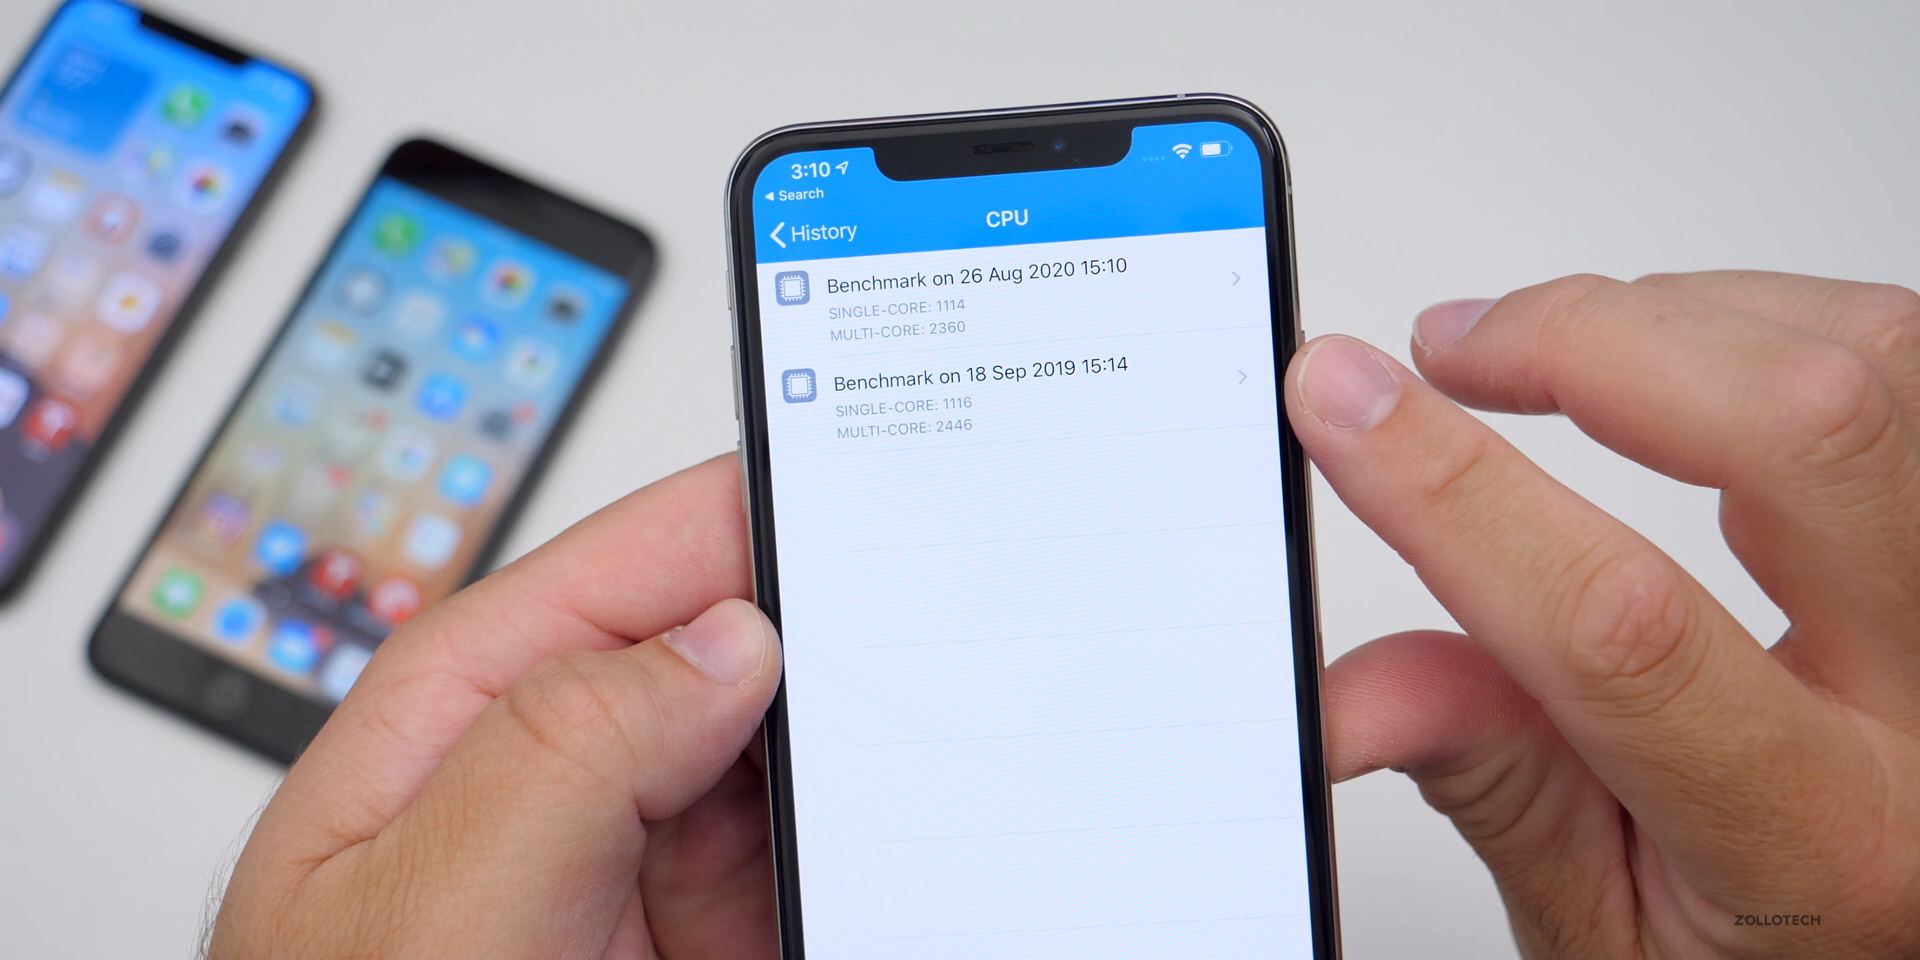 3:10
Search
History
CPU
Benchmark on 26 Aug 2020 15:10
SINGLE-CORE: 1114
MULTI-CORE: 2360
Benchmark on 18 Sep 2019 15:14
SINGLE-CORE: 1116
MULTI-CORE: 2446
ZOLLOTECH